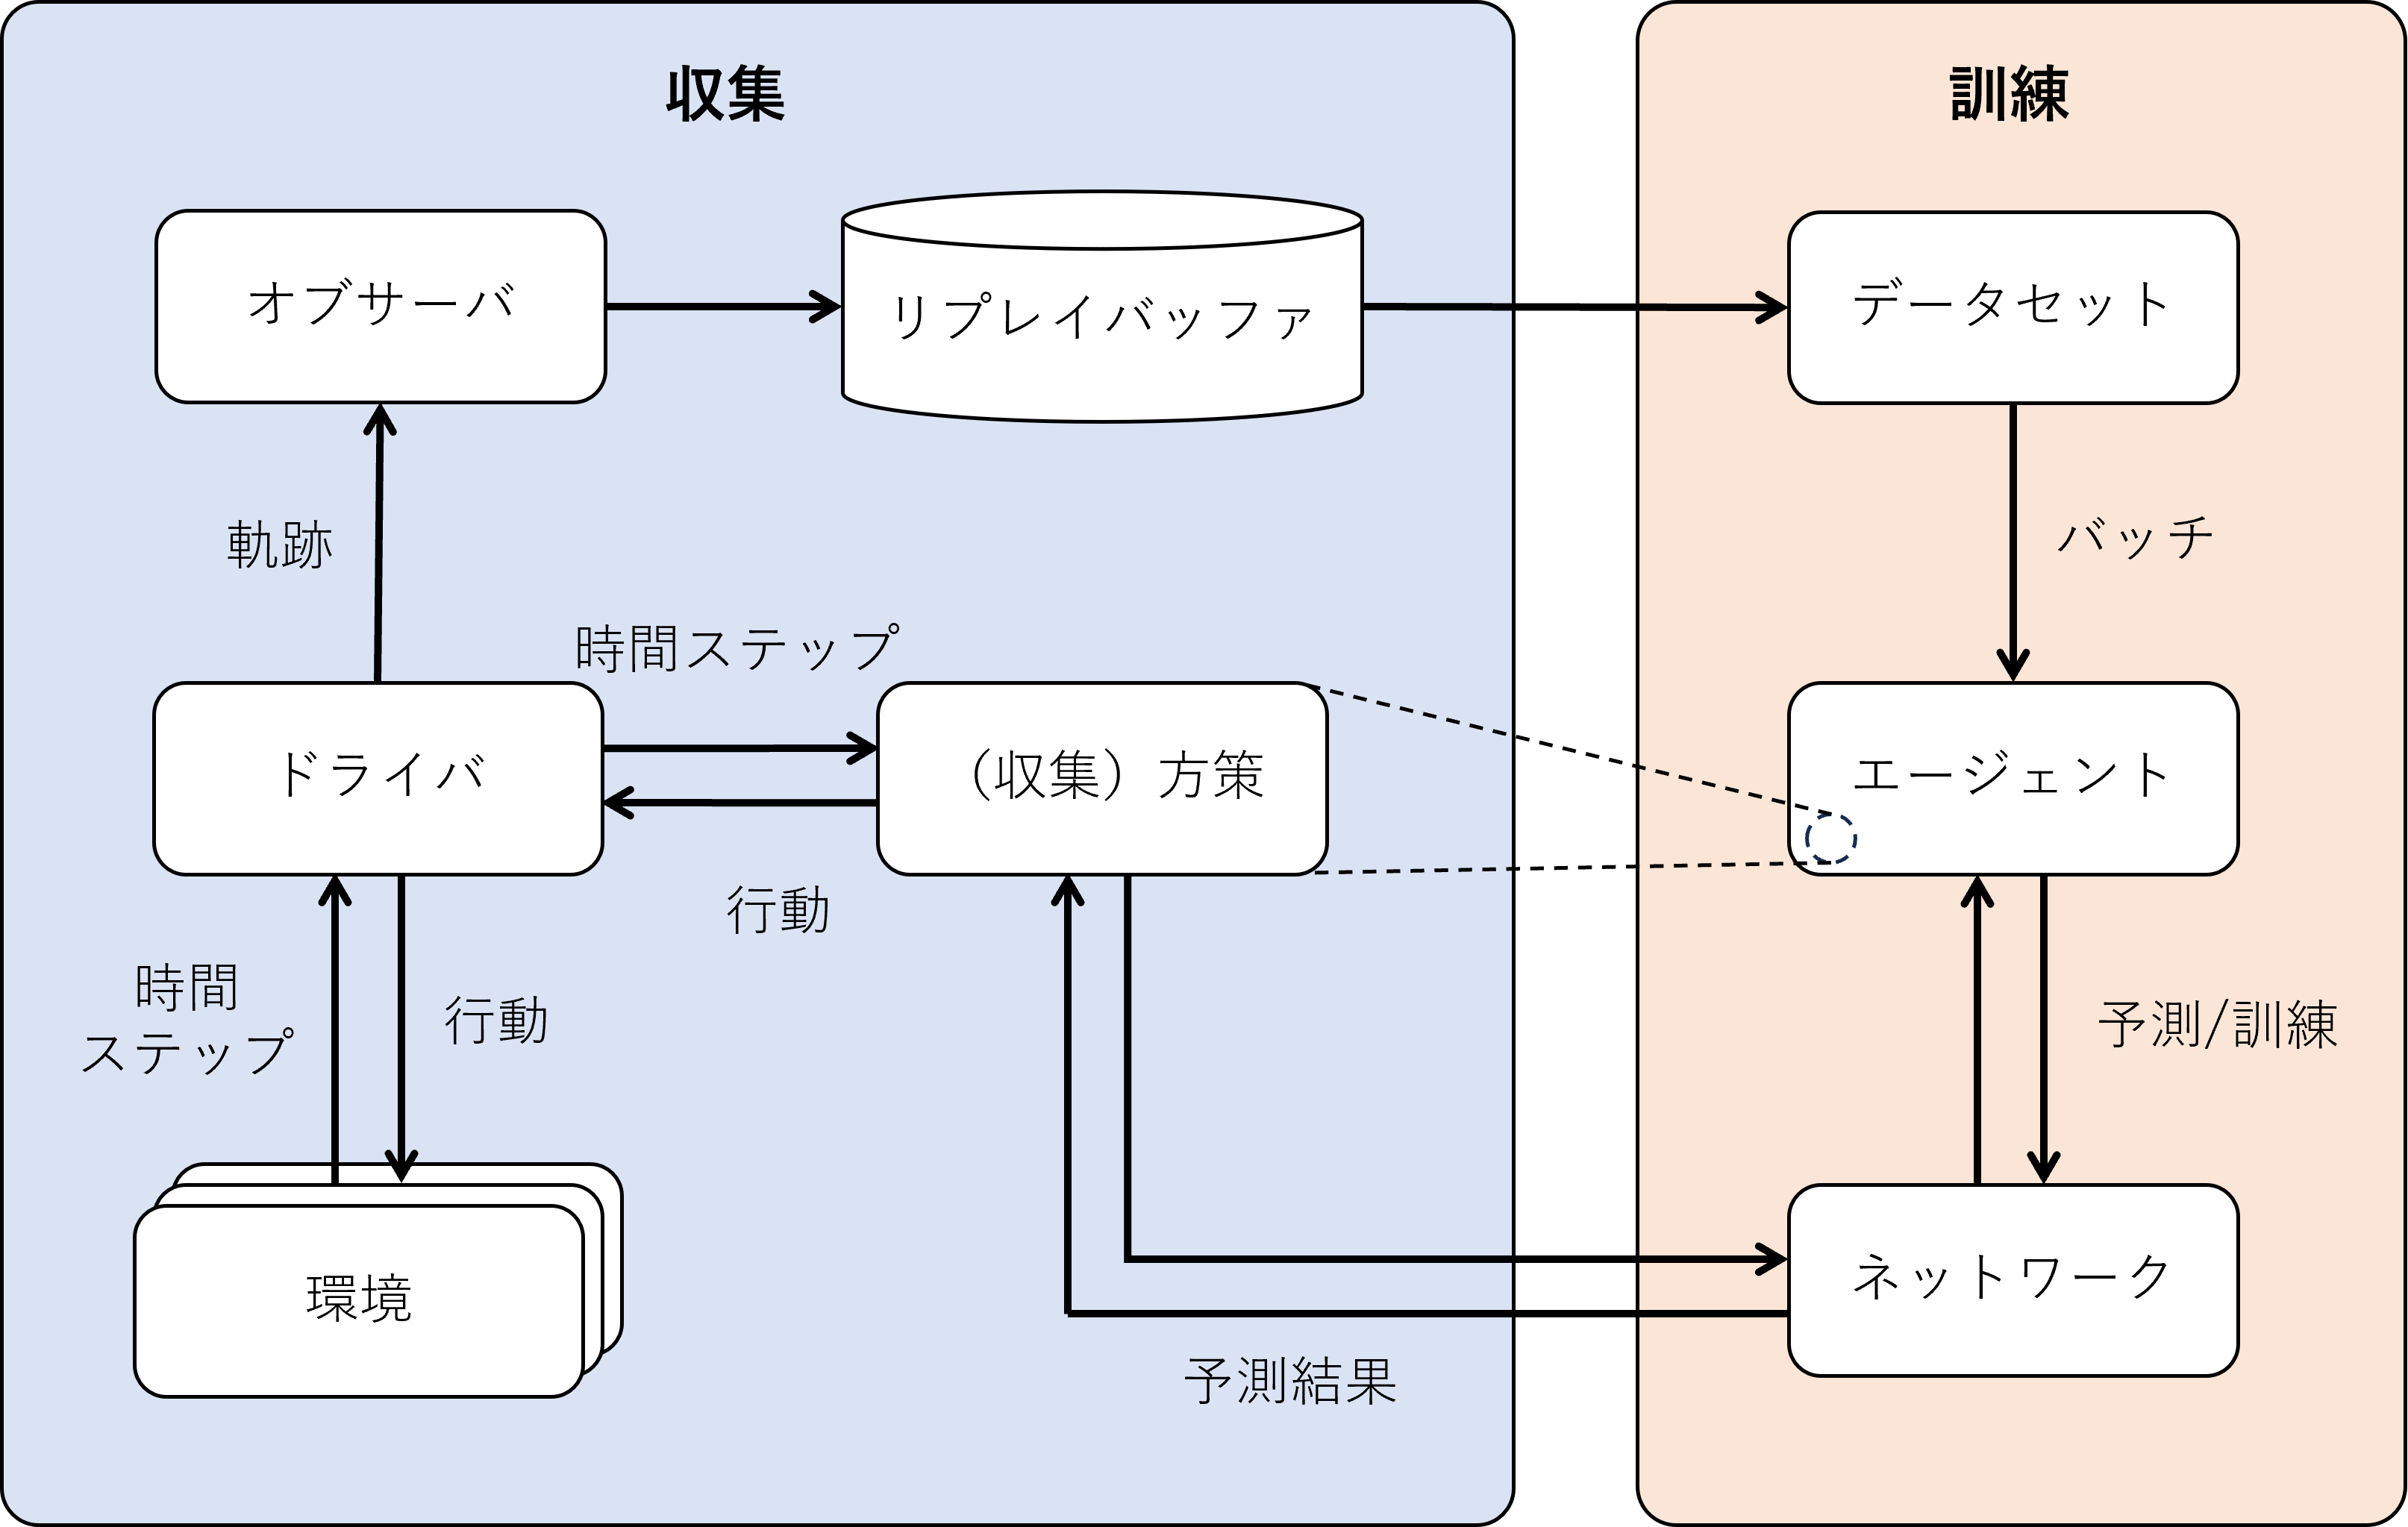 収集
訓練
オブサーバ
リプレイバッファ
データセット
軌跡
バッチ
時間ステップ
ドライバ
（収集）方策
エージェント
行動
時間
ステップ
行動
予測/訓練
環境
ネットワーク
予測結果